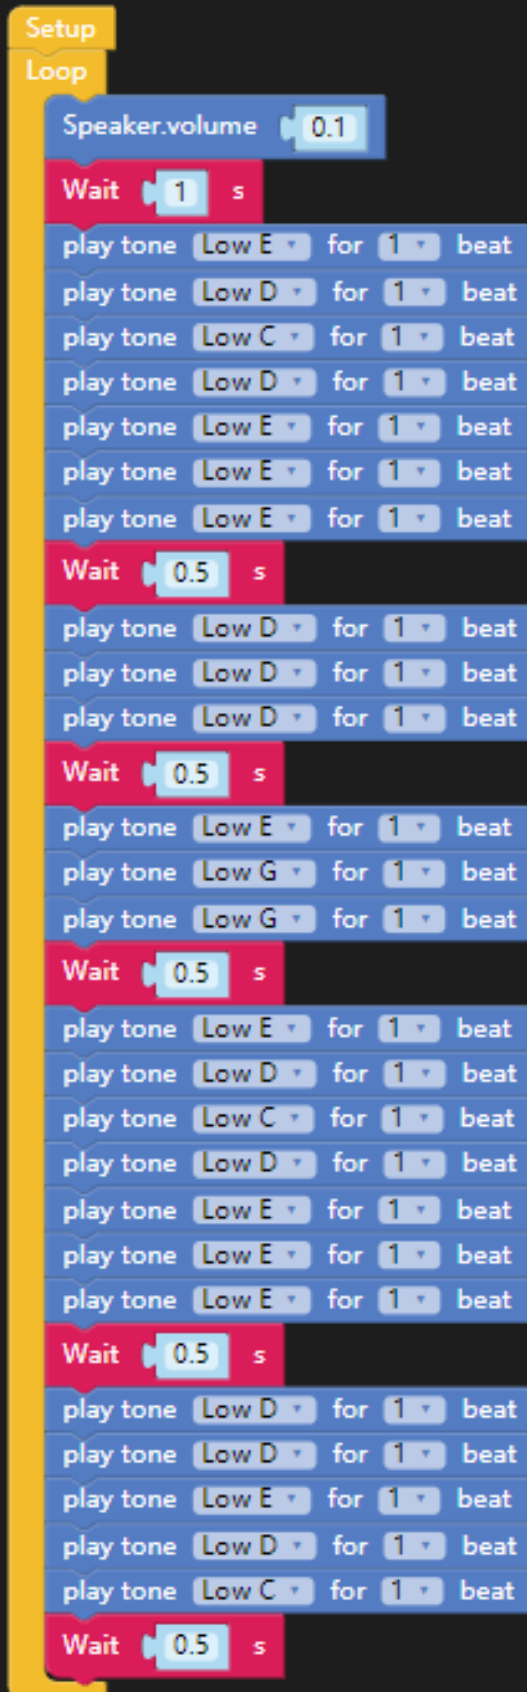 Setup
Loop
Speaker.volume 0.1
Wait 1 s
play tone Low E for 1 beat
play tone Low D for 1 beat
play tone Low C for 1 beat
play tone Low D for 1 beat
play tone Low E for 1 beat
play tone Low E for 1 beat
play tone Low E for 1 beat
Wait 0.5 s
play tone Low D for 1 beat
play tone Low D for 1 beat
play tone Low D for 1 beat
Wait 0.5 s
play tone Low E for 1 beat
play tone Low G for 1 beat
play tone Low G for 1 beat
Wait 0.5 s
play tone Low E for 1 beat
play tone Low D for 1 beat
play tone Low C for 1 beat
play tone Low D for 1 beat
play tone Low E for 1 beat
play tone Low E for 1 beat
play tone Low E for 1 beat
Wait 0.5 s
play tone Low D for 1 beat
play tone Low D for 1 beat
play tone Low E for 1 beat
play tone Low D for 1 beat
play tone Low C for 1 beat
Wait 0.5 s